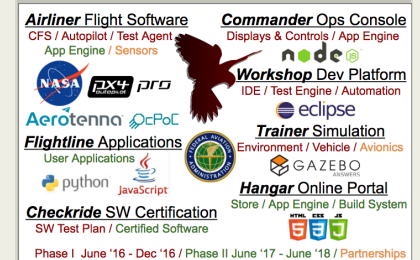 Airliner Flight Software
CFS / Autopilot / Test Agent
App Engine / Sensors
NASA
px4 autopilot pro
Aerotenna OcPoC
Flightline Applications
User Applications
python JavaScript
Checkride SW Certification
SW Test Plan / Certified Software
FEDERAL AVIATION ADMINISTRATION
Commander Ops Console
Displays & Controls / App Engine
node JS
Workshop Dev Platform
IDE / Test Engine / Automation
eclipse
Trainer Simulation
Environment / Vehicle / Avionics
GAZEBO
ANSWERS
Hangar Online Portal
Store / App Engine / Build System
HTML CSS JS
5 3
Phase I June '16 - Dec '16 / Phase II June '17 - June '18 / Partnerships